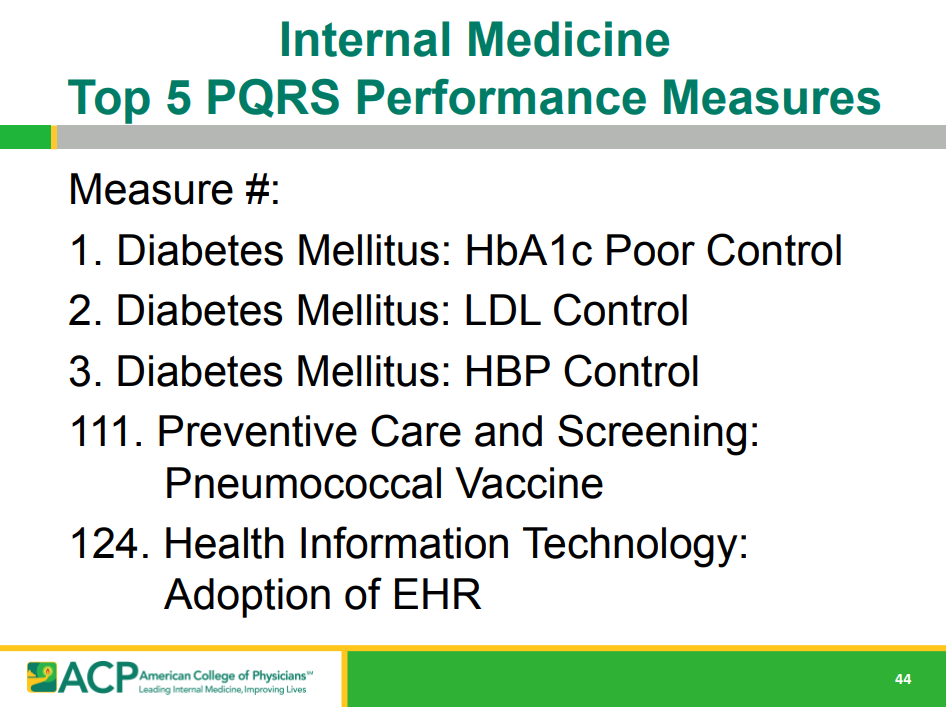 Internal Medicine
Top 5 PQRS Performance Measures
Measure #:
1. Diabetes Mellitus: HbA1c Poor Control
2. Diabetes Mellitus: LDL Control
3. Diabetes Mellitus: HBP Control
111. Preventive Care and Screening:
Pneumococcal Vaccine
124. Health Information Technology:
Adoption of EHR
ACP American College of Physicians℠
Leading Internal Medicine, Improving Lives
44